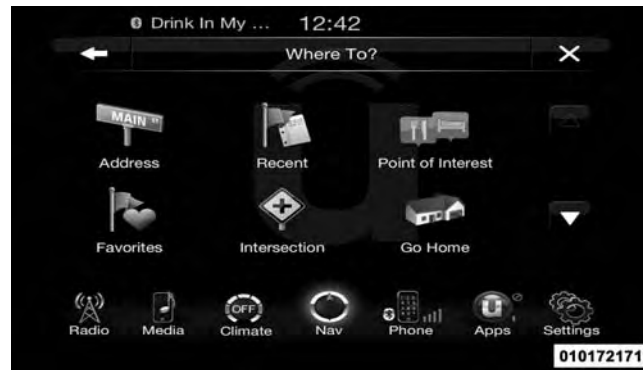 Drink In My ... 12:42
Where To?
MAIN ST
Address
Recent
Point of Interest
Favorites
Intersection
Go Home
OFF
Radio
Media
Climate
Nav
Phone
Apps
Settings
010172171